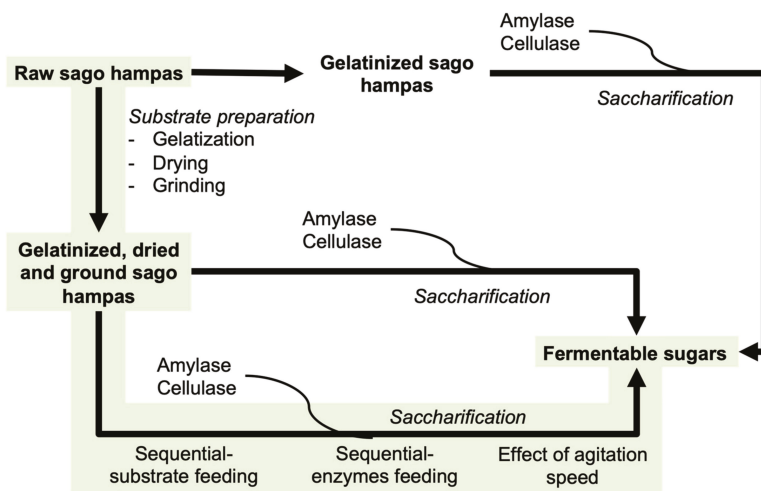 Amylase
Cellulase
Raw sago hampas
Gelatinized sago
hampas
Saccharification
Substrate preparation
- Gelatization
- Drying
- Grinding
Amylase
Cellulase
Gelatinized, dried
and ground sago
hampas
Saccharification
Fermentable sugars
Amylase
Cellulase
Saccharification
Sequential-
substrate feeding
Sequential-
enzymes feeding
Effect of agitation
speed